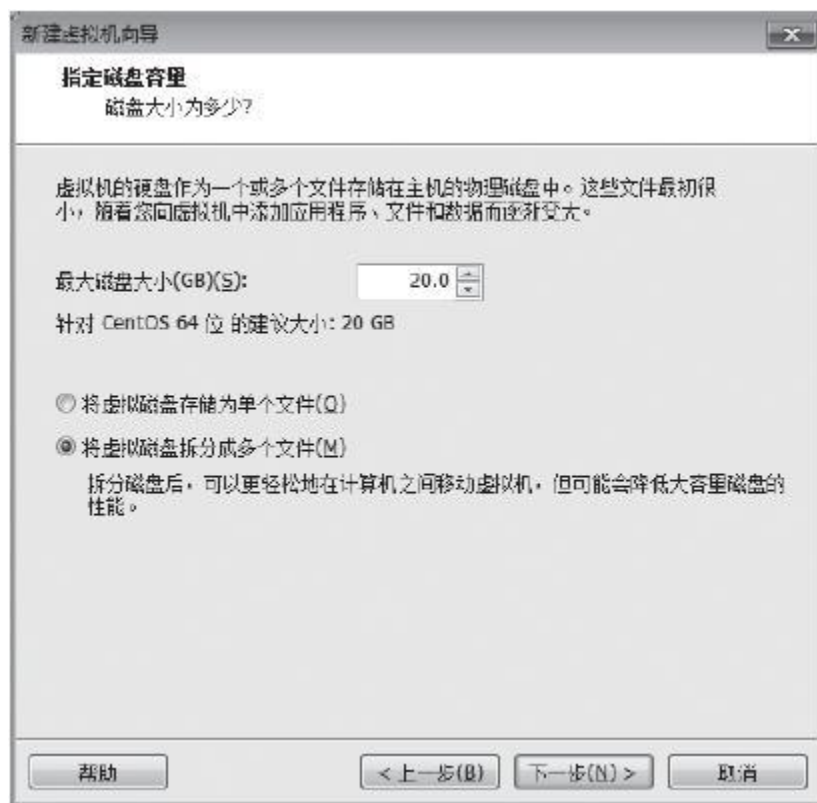 新建虚拟机向导
指定磁盘容量
磁盘大小为多少?
虚拟机的硬盘作为一个或多个文件存储在主机的物理磁盘中。这些文件最初很
小，随着您向虚拟机中添加应用程序、文件和数据而逐渐变大。
最大磁盘大小(GB)(S): 20.0
针对 CentOS 64 位 的建议大小: 20 GB
将虚拟磁盘存储为单个文件(O)
将虚拟磁盘拆分成多个文件(M)
拆分磁盘后，可以更轻松地在计算机之间移动虚拟机，但可能会降低大容量磁盘的
性能。
帮助 < 上一步(B) 下一步(N) > 取消